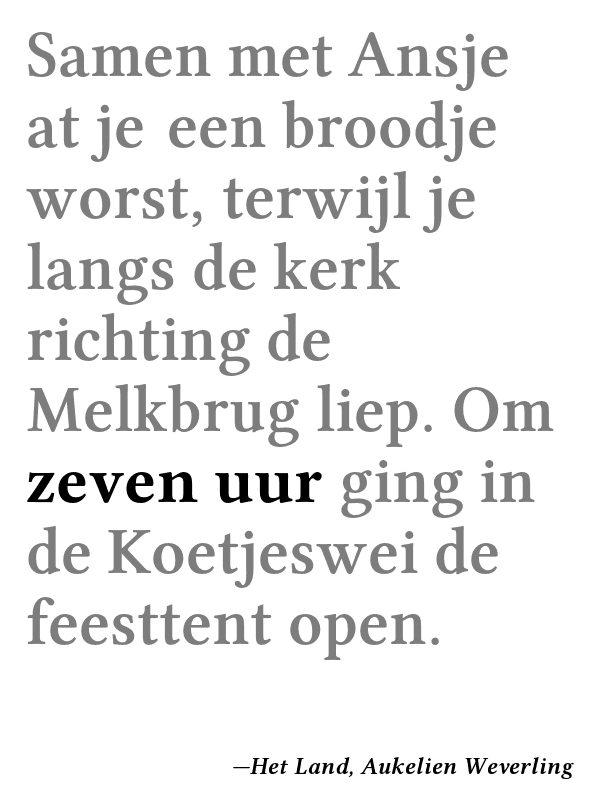 Samen met Ansje
at je een broodje
worst, terwijl je
langs de kerk
richting de
Melkbrug liep. Om
zeven uur ging in
de Koetjeswei de
feesttent open.
—Het Land, Aukelien Weverling